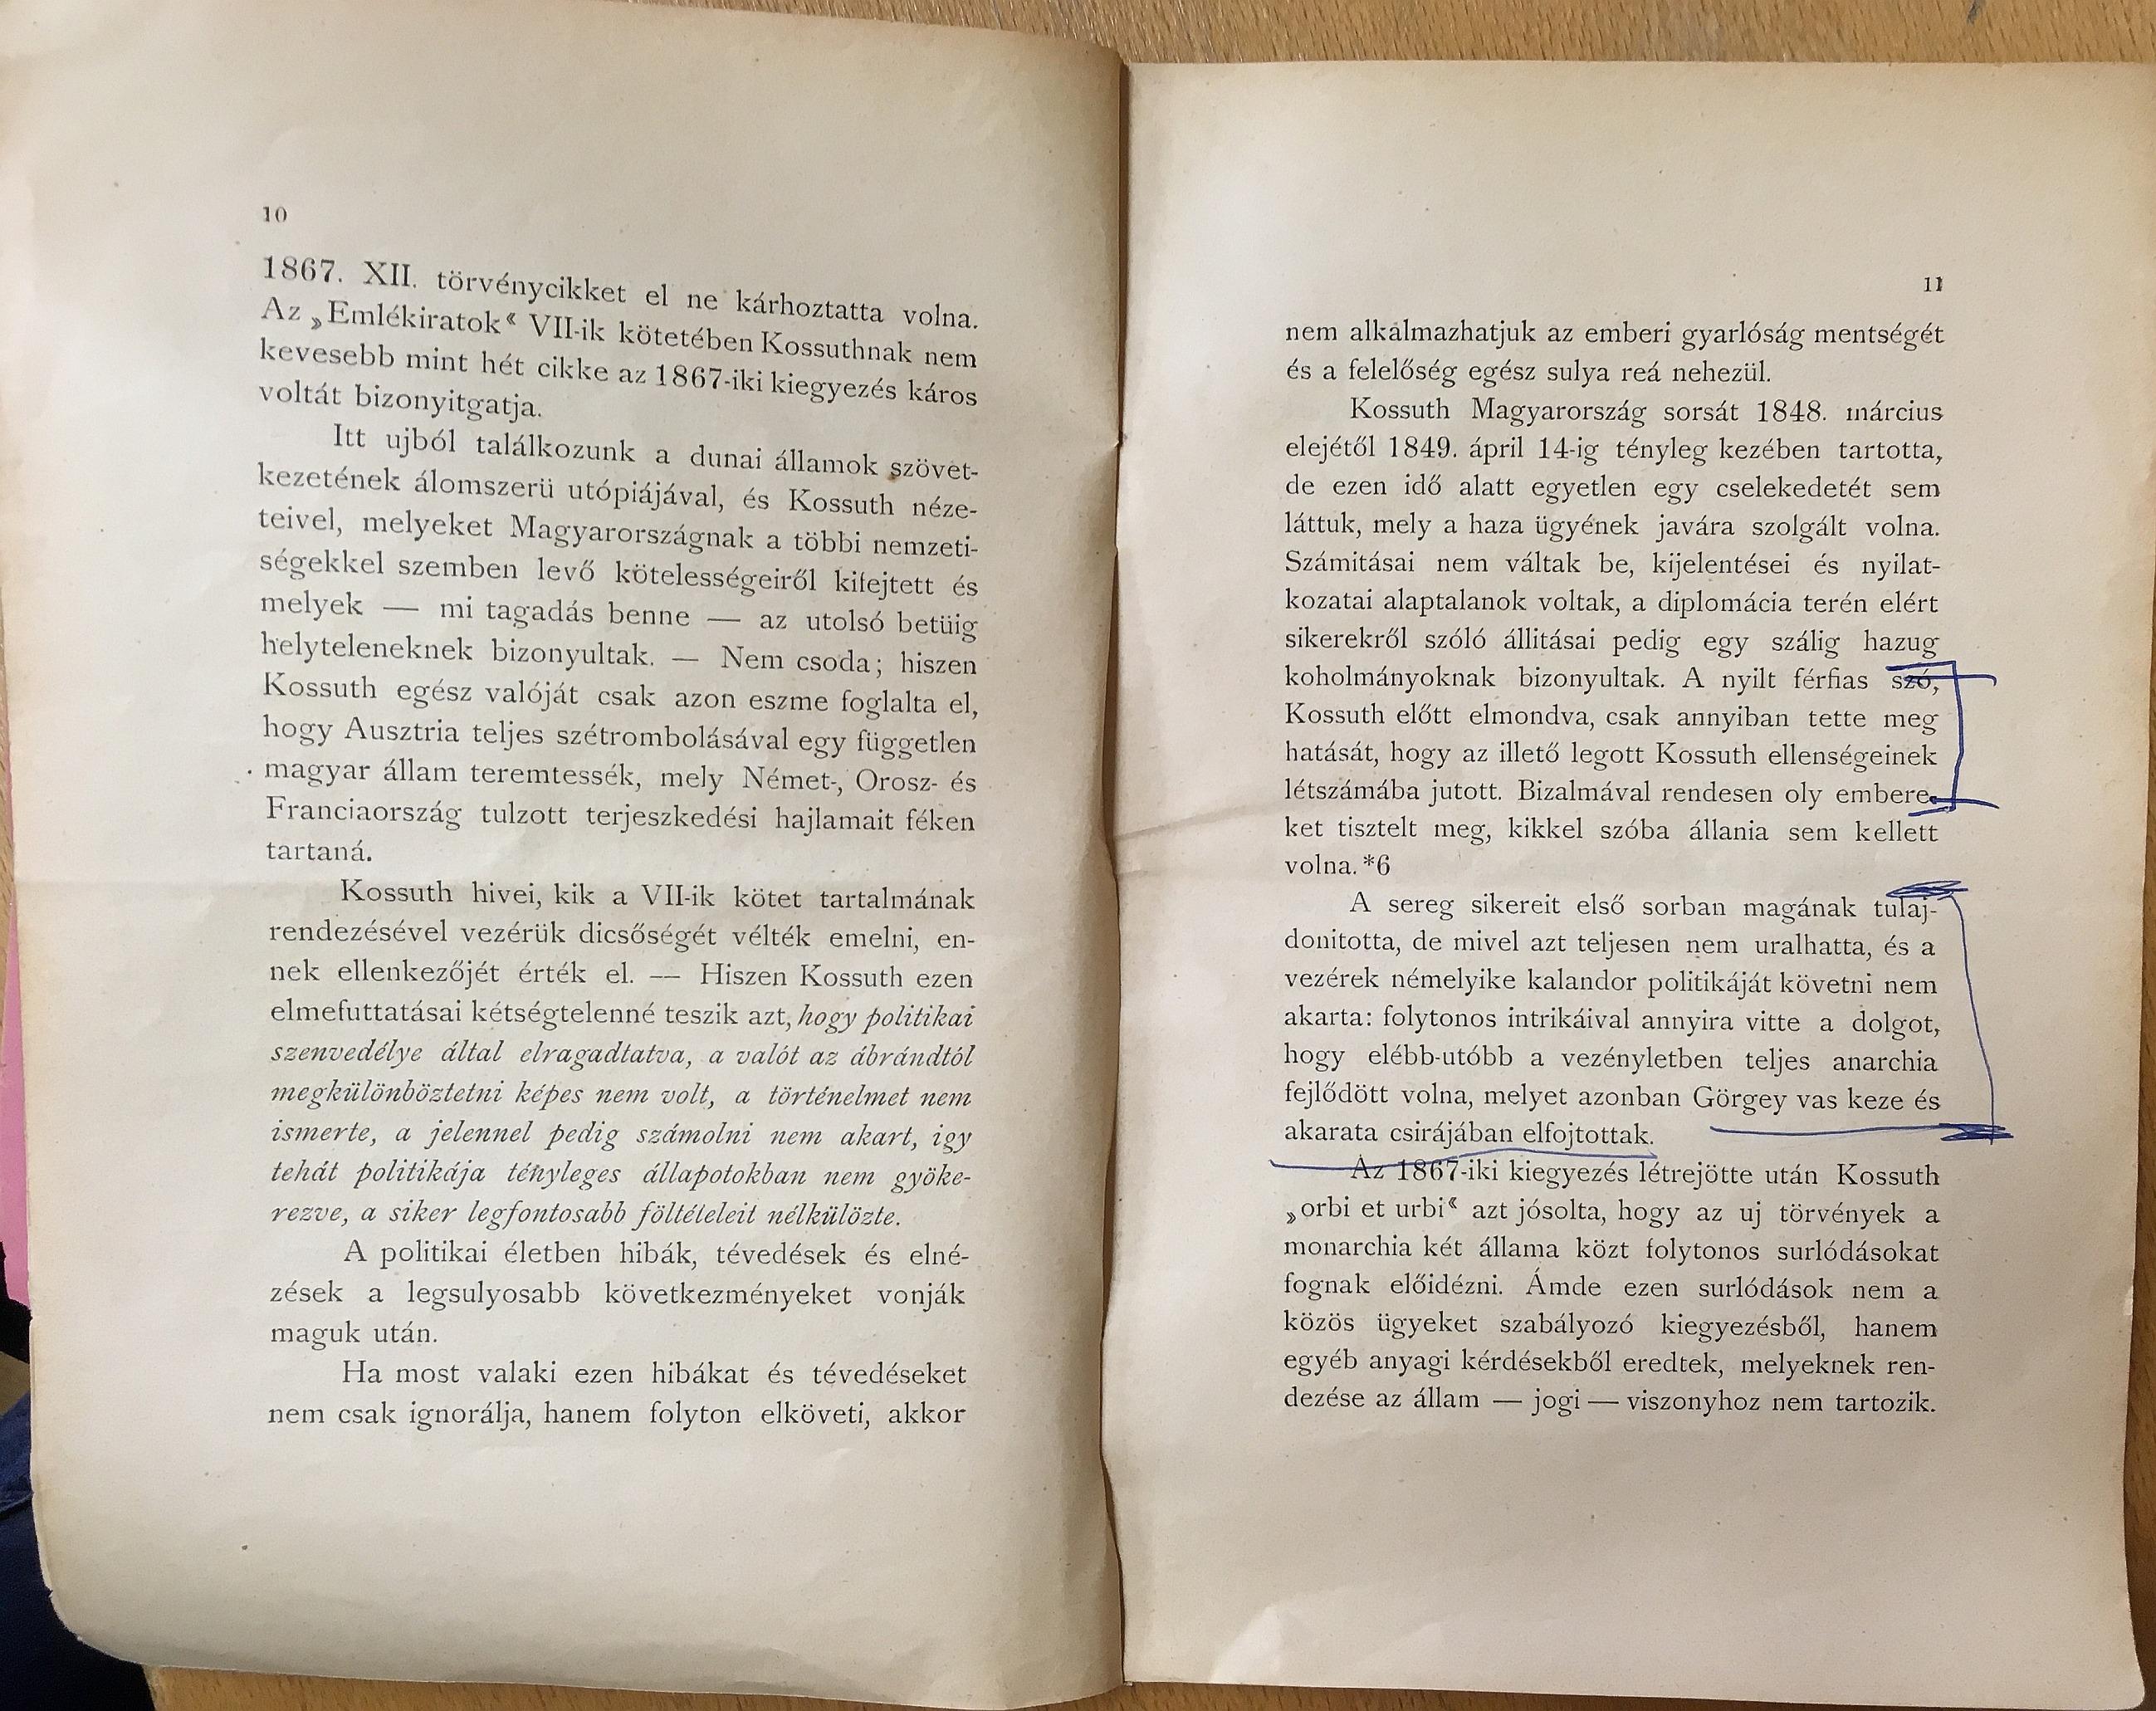 10
1867. XII. törvénycikket el ne kárhoztatta volna.
Az „Emlékiratok“ VII-ik kötetében Kossuthnak nem
kevesebb mint hét cikke az 1867-iki kiegyezés káros
voltát bizonyitgatja.
Itt ujból találkozunk a dunai államok szövet-
kezetének álomszerü utópiájával, és Kossuth néze-
teivel, melyeket Magyarországnak a többi nemzeti-
ségekkel szemben levő kötelességeiről kifejtett és
melyek — mi tagadás benne — az utolsó betüig
helyteleneknek bizonyultak. — Nem csoda; hiszen
Kossuth egész valóját csak azon eszme foglalta el,
hogy Ausztria teljes szétrombolásával egy független
magyar állam teremtessék, mely Német-, Orosz- és
Franciaország tulzott terjeszkedési hajlamait féken
tartaná.
Kossuth hivei, kik a VII-ik kötet tartalmának
rendezésével vezérük dicsőségét vélték emelni, en-
nek ellenkezőjét érték el. — Hiszen Kossuth ezen
elmefuttatásai kétségtelenné teszik azt, hogy politikai
szenvedélye által elragadtatva, a valót az ábrándtól
megkülönböztetni képes nem volt, a történelmet nem
ismerte, a jelennel pedig számolni nem akart, igy
tehát politikája tényleges állapotokban nem gyöke-
rezve, a siker legfontosabb föltételeit nélkülözte.
A politikai életben hibák, tévedések és elné-
zések a legsulyosabb következményeket vonják
maguk után.
Ha most valaki ezen hibákat és tévedéseket
nem csak ignorálja, hanem folyton elköveti, akkor
11
nem alkalmazhatjuk az emberi gyarlóság mentségét
és a felelőség egész sulya reá nehezül.
Kossuth Magyarország sorsát 1848. március
elejétől 1849. ápril 14-ig tényleg kezében tartotta,
de ezen idő alatt egyetlen egy cselekedetét sem
láttuk, mely a haza ügyének javára szolgált volna.
Számitásai nem váltak be, kijelentései és nyilat-
kozatai alaptalanok voltak, a diplomácia terén elért
sikerekről szóló állitásai pedig egy szálig hazug
koholmányoknak bizonyultak. A nyilt férfias szó,
Kossuth előtt elmondva, csak annyiban tette meg
hatását, hogy az illető legott Kossuth ellenségeinek
létszámába jutott. Bizalmával rendesen oly embere-
ket tisztelt meg, kikkel szóba állania sem kellett
volna. *6
A sereg sikereit első sorban magának tulaj-
donitotta, de mivel azt teljesen nem uralhatta, és a
vezérek némelyike kalandor politikáját követni nem
akarta: folytonos intrikáival annyira vitte a dolgot,
hogy elébb-utóbb a vezényletben teljes anarchia
fejlődött volna, melyet azonban Görgey vas keze és
akarata csirájában elfojtottak.
Az 1867-iki kiegyezés létrejötte után Kossuth
„orbi et urbi“ azt jósolta, hogy az uj törvények a
monarchia két állama közt folytonos surlódásokat
fognak előidézni. Ámde ezen surlódások nem a
közös ügyeket szabályozó kiegyezésből, hanem
egyéb anyagi kérdésekből eredtek, melyeknek ren-
dezése az állam — jogi — viszonyhoz nem tartozik.